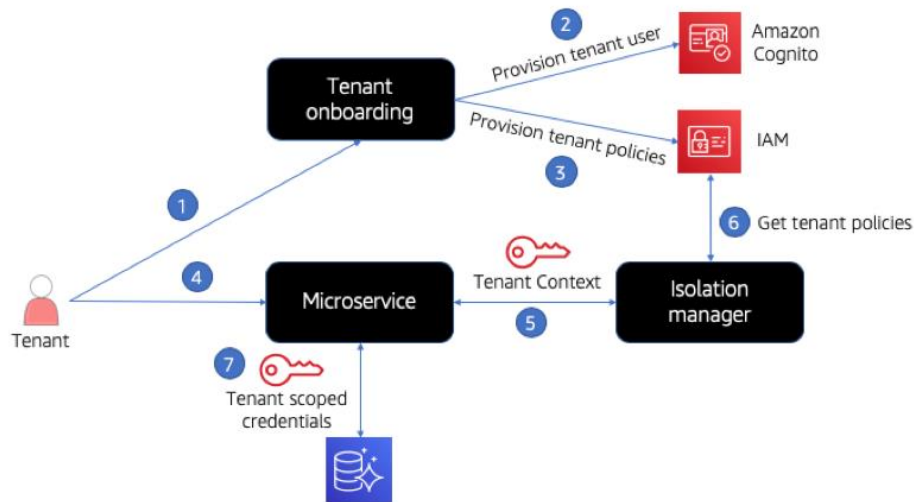 2
Provision tenant user
Amazon
Cognito
Tenant
onboarding
Provision tenant policies
3
IAM
1
6
Get tenant policies
4
Tenant
Microservice
Tenant Context
5
Isolation
manager
7
Tenant scoped
credentials